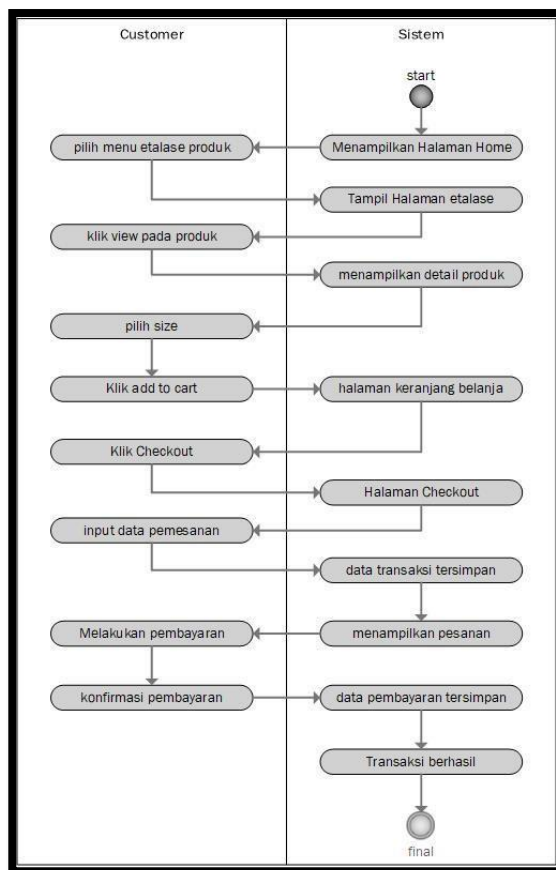 Customer
Sistem
start
pilih menu etalase produk
Menampilkan Halaman Home
Tampil Halaman etalase
klik view pada produk
menampilkan detail produk
pilih size
Klik add to cart
halaman keranjang belanja
Klik Checkout
Halaman Checkout
input data pemesanan
data transaksi tersimpan
Melakukan pembayaran
menampilkan pesanan
konfirmasi pembayaran
data pembayaran tersimpan
Transaksi berhasil
final